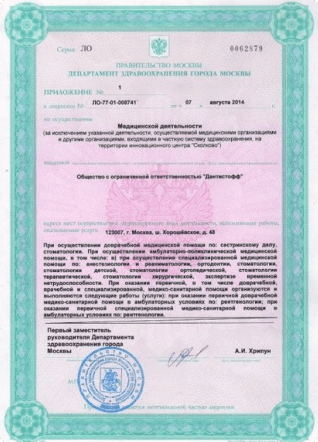 Серия ЛО 0062879
ПРАВИТЕЛЬСТВО МОСКВЫ
ДЕПАРТАМЕНТ ЗДРАВООХРАНЕНИЯ ГОРОДА МОСКВЫ
ПРИЛОЖЕНИЕ № 1
к лицензии № ЛО-77-01-008741 от « 07 » августа 2014
Медицинской деятельности
(за исключением указанной деятельности, осуществляемой медицинскими организациями
и другими организациями, входящими в частную систему здравоохранения, на
территории инновационного центра "Сколково")
Общество с ограниченной ответственностью "Дентистофф"
адрес мест осуществления деятельности, выполняемые работы,
оказываемые услуги
123007, г. Москва, ш. Хорошёвское, д. 48
При осуществлении доврачебной медицинской помощи по: сестринскому делу,
стоматологии. При осуществлении амбулаторно-поликлинической медицинской
помощи, в том числе: в) при осуществлении специализированной медицинской
помощи по: анестезиологии и реаниматологии, ортодонтии, стоматологии,
стоматологии детской, стоматологии ортопедической, стоматологии
терапевтической, стоматологии хирургической, экспертизе временной
нетрудоспособности. При оказании первичной, в том числе доврачебной,
врачебной и специализированной, медико-санитарной помощи организуются и
выполняются следующие работы (услуги): при оказании первичной доврачебной
медико-санитарной помощи в амбулаторных условиях по: рентгенологии; при
оказании первичной специализированной медико-санитарной помощи в
амбулаторных условиях по: рентгенологии.
Первый заместитель
руководителя Департамента
здравоохранения города
Москвы А.И. Хрипун